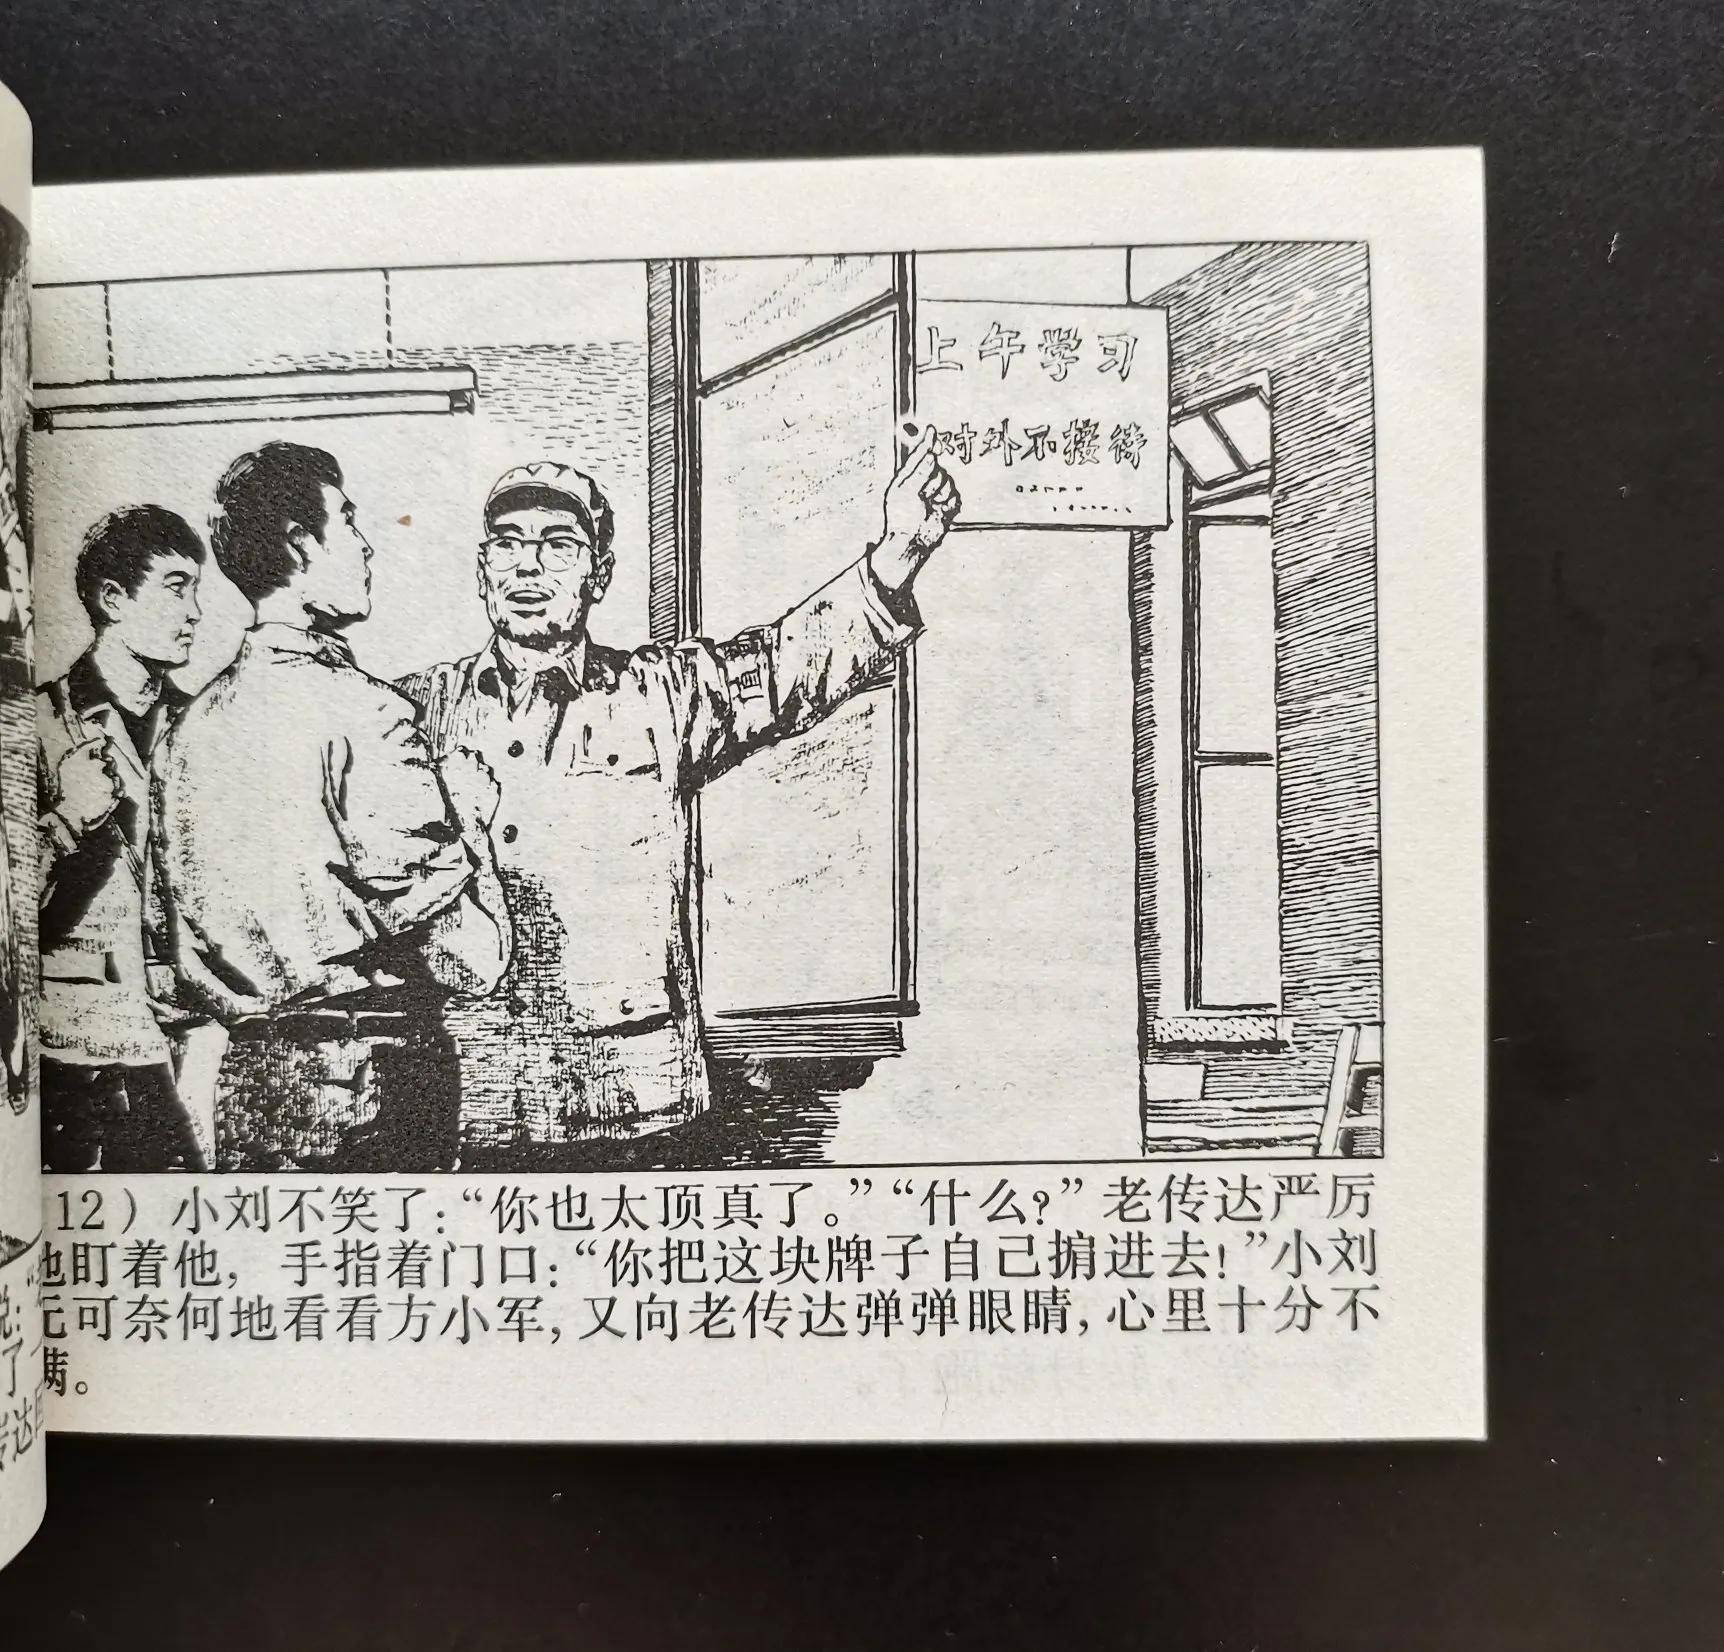 上午学习
对外不接待
12）小刘不笑了：“你也太顶真了。”“什么？”老传达严厉
地盯着他，手指着门口：“你把这块牌子自己掮进去！”小刘
无可奈何地看看方小军，又向老传达弹弹眼睛，心里十分不
满。